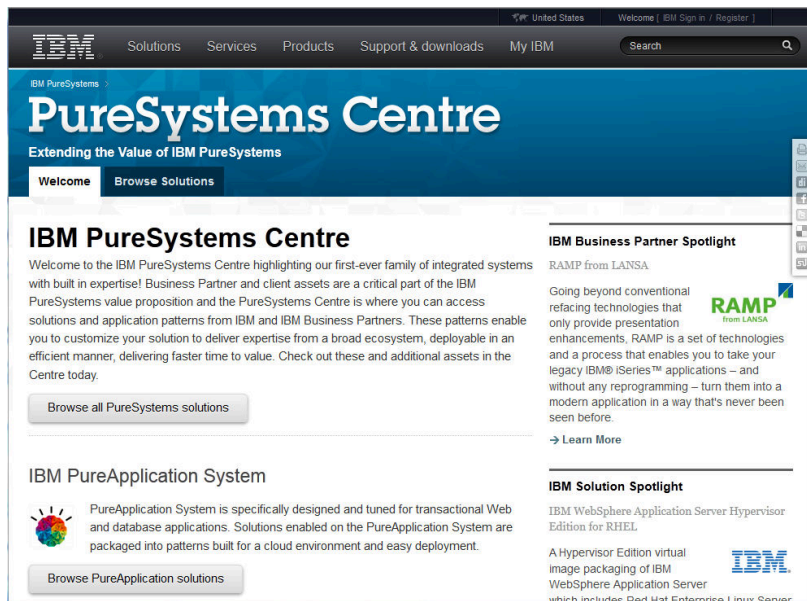 United States
Welcome [ IBM Sign in / Register ]
IBM
Solutions
Services
Products
Support & downloads
My IBM
Search
IBM PureSystems >
PureSystems Centre
Extending the Value of IBM PureSystems
Welcome
Browse Solutions
IBM PureSystems Centre
Welcome to the IBM PureSystems Centre highlighting our first-ever family of integrated systems
with built in expertise! Business Partner and client assets are a critical part of the IBM
PureSystems value proposition and the PureSystems Centre is where you can access
solutions and application patterns from IBM and IBM Business Partners. These patterns enable
you to customize your solution to deliver expertise from a broad ecosystem, deployable in an
efficient manner, delivering faster time to value. Check out these and additional assets in the
Centre today.
Browse all PureSystems solutions
IBM PureApplication System
PureApplication System is specifically designed and tuned for transactional Web
and database applications. Solutions enabled on the PureApplication System are
packaged into patterns built for a cloud environment and easy deployment.
Browse PureApplication solutions
IBM Business Partner Spotlight
RAMP from LANSA
Going beyond conventional
refacing technologies that
only provide presentation
enhancements, RAMP is a set of technologies
and a process that enables you to take your
legacy IBM® iSeries™ applications – and
without any reprogramming – turn them into a
modern application in a way that's never been
seen before.
RAMP
from LANSA
→ Learn More
IBM Solution Spotlight
IBM WebSphere Application Server Hypervisor
Edition for RHEL
A Hypervisor Edition virtual
image packaging of IBM
WebSphere Application Server
which includes Red Hat Enterprise Linux Server
IBM